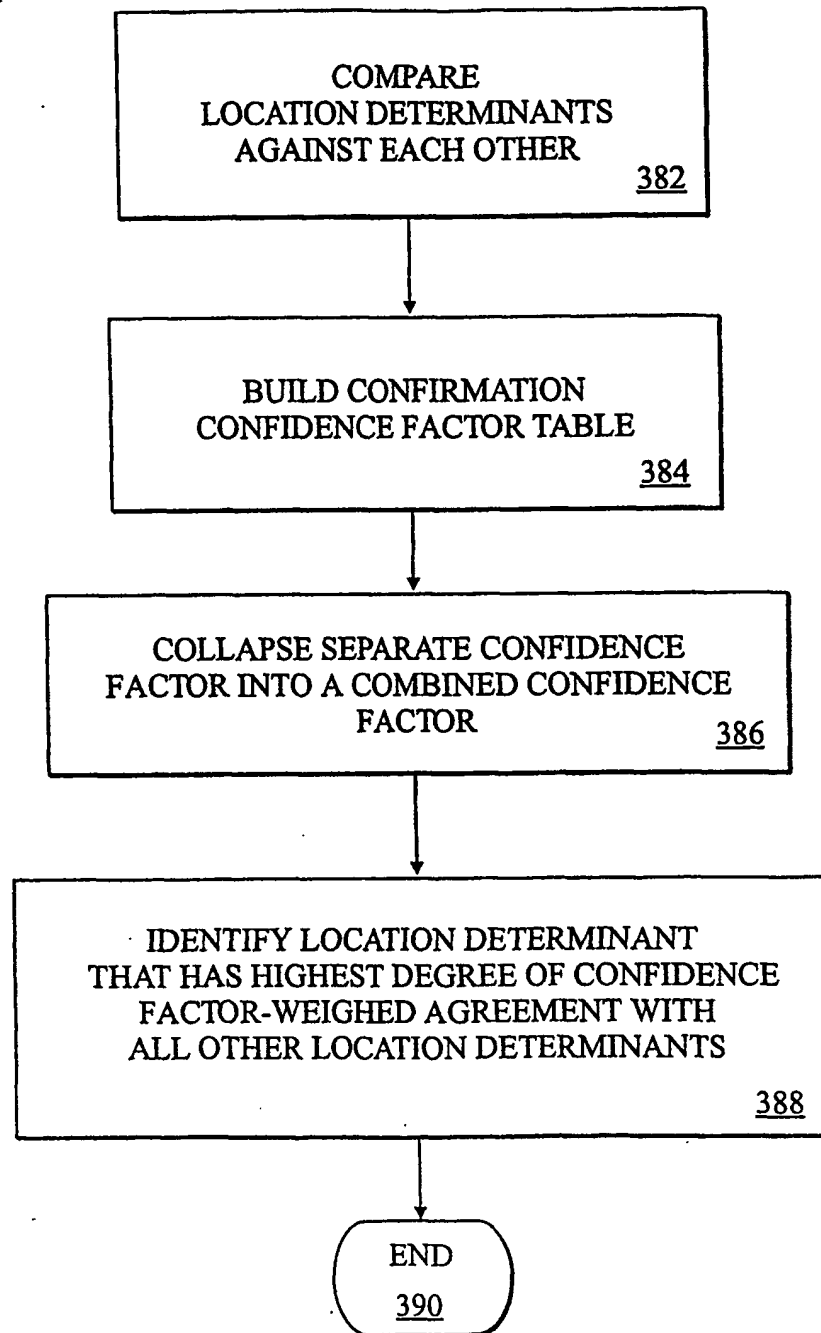 COMPARE
LOCATION DETERMINANTS
AGAINST EACH OTHER
382
BUILD CONFIRMATION
CONFIDENCE FACTOR TABLE
384
COLLAPSE SEPARATE CONFIDENCE
FACTOR INTO A COMBINED CONFIDENCE
FACTOR
386
IDENTIFY LOCATION DETERMINANT
THAT HAS HIGHEST DEGREE OF CONFIDENCE
FACTOR-WEIGHED AGREEMENT WITH
ALL OTHER LOCATION DETERMINANTS
388
END
390